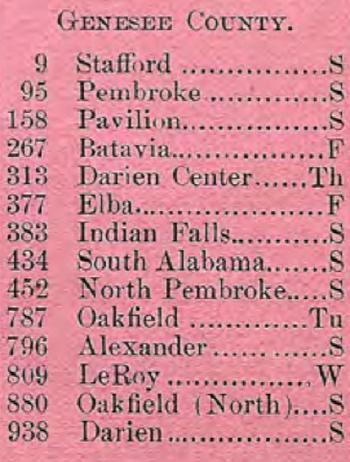 GENESEE COUNTY.
9 Stafford ................S
95 Pembroke..............S
158 Pavilion................S
267 Batavia.................F
313 Darien Center......Th
377 Elba.....................F
383 Indian Falls...........S
434 South Alabama.......S
452 North Pembroke.....S
787 Oakfield ............Tu
796 Alexander .............S
809 LeRoy ................W
880 Oakfield (North)....S
938 Darien..................S